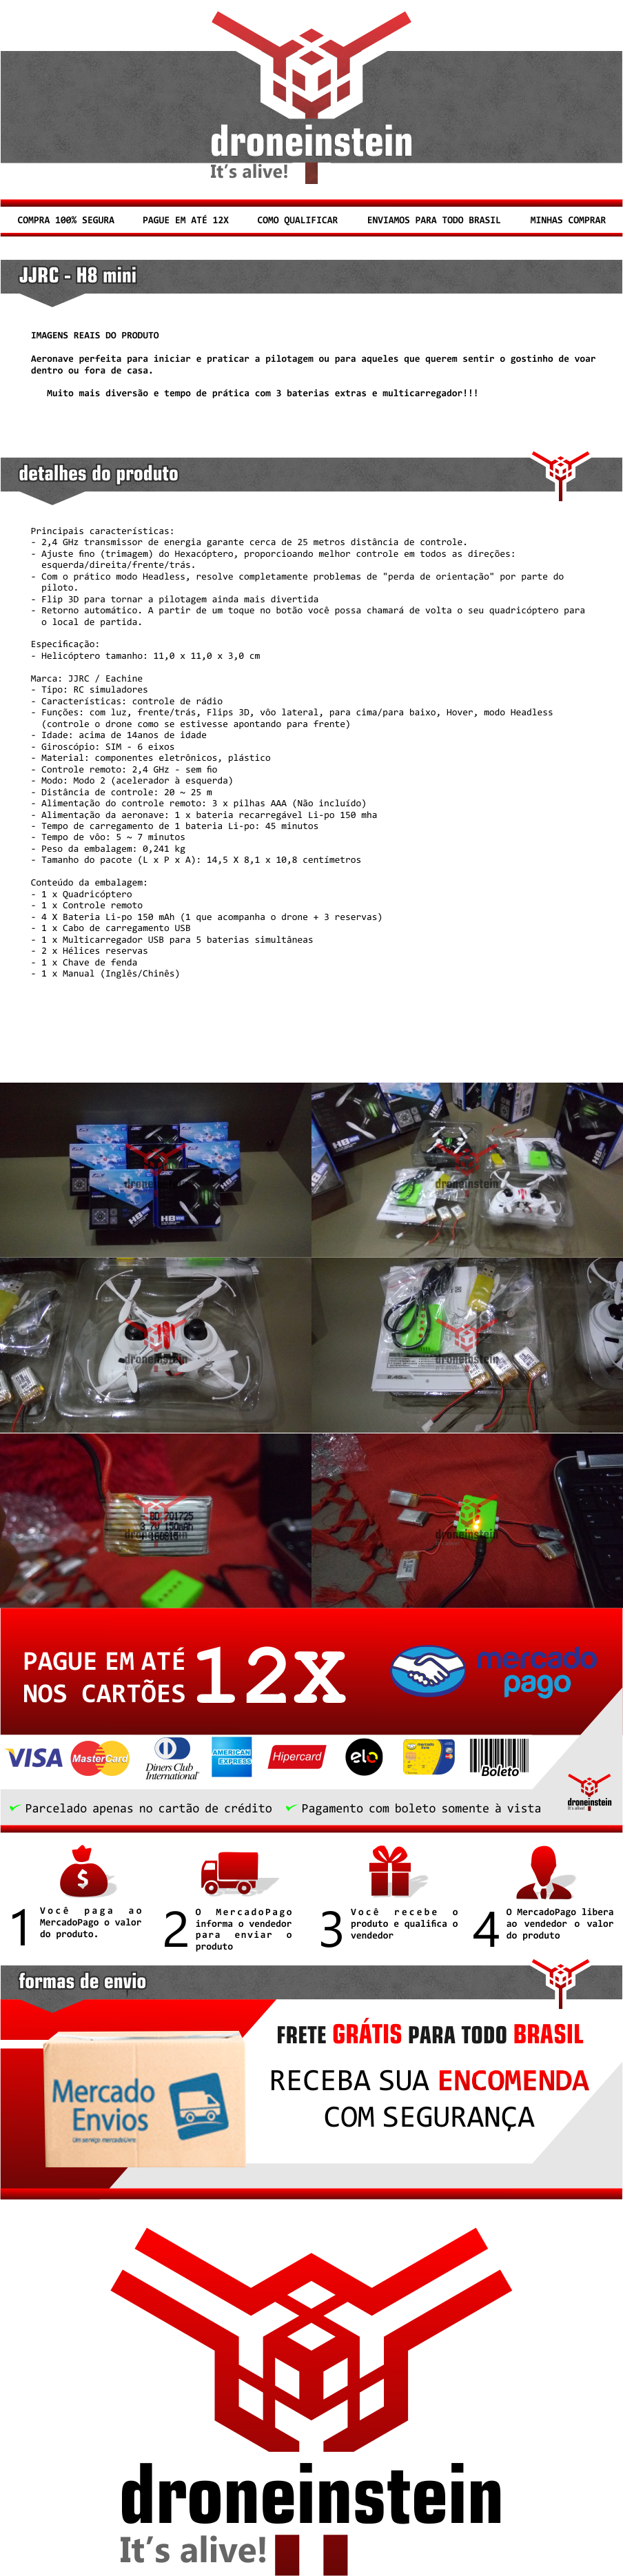 droneinstein
It's alive!
COMPRA 100% SEGURA PAGUE EM ATÉ 12X COMO QUALIFICAR ENVIAMOS PARA TODO BRASIL MINHAS COMPRAR
JJRC - H8 mini
IMAGENS REAIS DO PRODUTO
Aeronave perfeita para iniciar e praticar a pilotagem ou para aqueles que querem sentir o gostinho de voar
dentro ou fora de casa.
Muito mais diversão e tempo de prática com 3 baterias extras e multicarregador!!!
detalhes do produto
Principais características:
- 2,4 GHz transmissor de energia garante cerca de 25 metros distância de controle.
- Ajuste fino (trimagem) do Hexacóptero, proporcioando melhor controle em todos as direções:
esquerda/direita/frente/trás.
- Com o prático modo Headless, resolve completamente problemas de "perda de orientação" por parte do
piloto.
- Flip 3D para tornar a pilotagem ainda mais divertida
- Retorno automático. A partir de um toque no botão você possa chamará de volta o seu quadricóptero para
o local de partida.
Especificação:
- Helicóptero tamanho: 11,0 x 11,0 x 3,0 cm
Marca: JJRC / Eachine
- Tipo: RC simuladores
- Características: controle de rádio
- Funções: com luz, frente/trás, Flips 3D, vôo lateral, para cima/para baixo, Hover, modo Headless
(controle o drone como se estivesse apontando para frente)
- Idade: acima de 14anos de idade
- Giroscópio: SIM - 6 eixos
- Material: componentes eletrônicos, plástico
- Controle remoto: 2,4 GHz - sem fio
- Modo: Modo 2 (acelerador à esquerda)
- Distância de controle: 20 ~ 25 m
- Alimentação do controle remoto: 3 x pilhas AAA (Não incluído)
- Alimentação da aeronave: 1 x bateria recarregável Li-po 150 mha
- Tempo de carregamento de 1 bateria Li-po: 45 minutos
- Tempo de vôo: 5 ~ 7 minutos
- Peso da embalagem: 0,241 kg
- Tamanho do pacote (L x P x A): 14,5 X 8,1 x 10,8 centímetros
Conteúdo da embalagem:
- 1 x Quadricóptero
- 1 x Controle remoto
- 4 X Bateria Li-po 150 mAh (1 que acompanha o drone + 3 reservas)
- 1 x Cabo de carregamento USB
- 1 x Multicarregador USB para 5 baterias simultâneas
- 2 x Hélices reservas
- 1 x Chave de fenda
- 1 x Manual (Inglês/Chinês)
H8
H8
droneinstein
droneinstein
droneinstein
droneinstein
BD 701725
3.7V 150mAh
160615
droneinstein
droneinstein
PAGUE EM ATÉ
NOS CARTÕES
12X
mercado
pago
VISA MasterCard Diners Club International AMERICAN EXPRESS Hipercard elo Boleto
Parcelado apenas no cartão de crédito Pagamento com boleto somente à vista
droneinstein
It's alive!
1 Você paga ao
MercadoPago o valor
do produto.
2 O MercadoPago
informa o vendedor
para enviar o
produto
3 Você recebe o
produto e qualifica o
vendedor
4 O MercadoPago libera
ao vendedor o valor
do produto
formas de envio
FRETE GRÁTIS PARA TODO BRASIL
RECEBA SUA ENCOMENDA
COM SEGURANÇA
Mercado
Envios
Um serviço mercadolivre
droneinstein
It's alive!